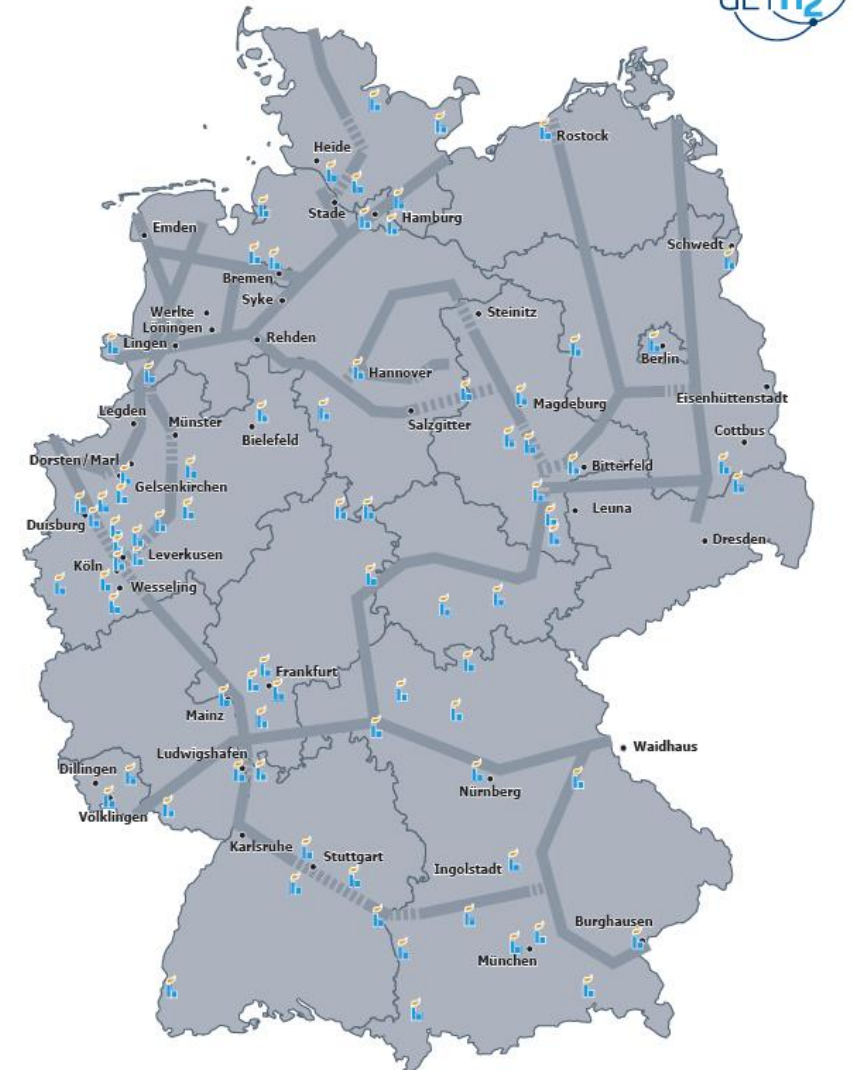 GETH2
Rostock
Heide
Stade
Hamburg
Emden
Schwedt
Bremen
Syke
Werlte
Steinitz
Löningen
Lingen
Rehden
Berlin
Hannover
Eisenhüttenstadt
Magdeburg
Legden
Münster
Salzgitter
Cottbus
Bielefeld
Dorsten/Marl
Bitterfeld
Gelsenkirchen
Leuna
Duisburg
Dresden
Leverkusen
Köln
Wesseling
Frankfurt
Mainz
Waidhaus
Ludwigshafen
Dillingen
Nürnberg
Völklingen
Karlsruhe
Stuttgart
Ingolstadt
Burghausen
München